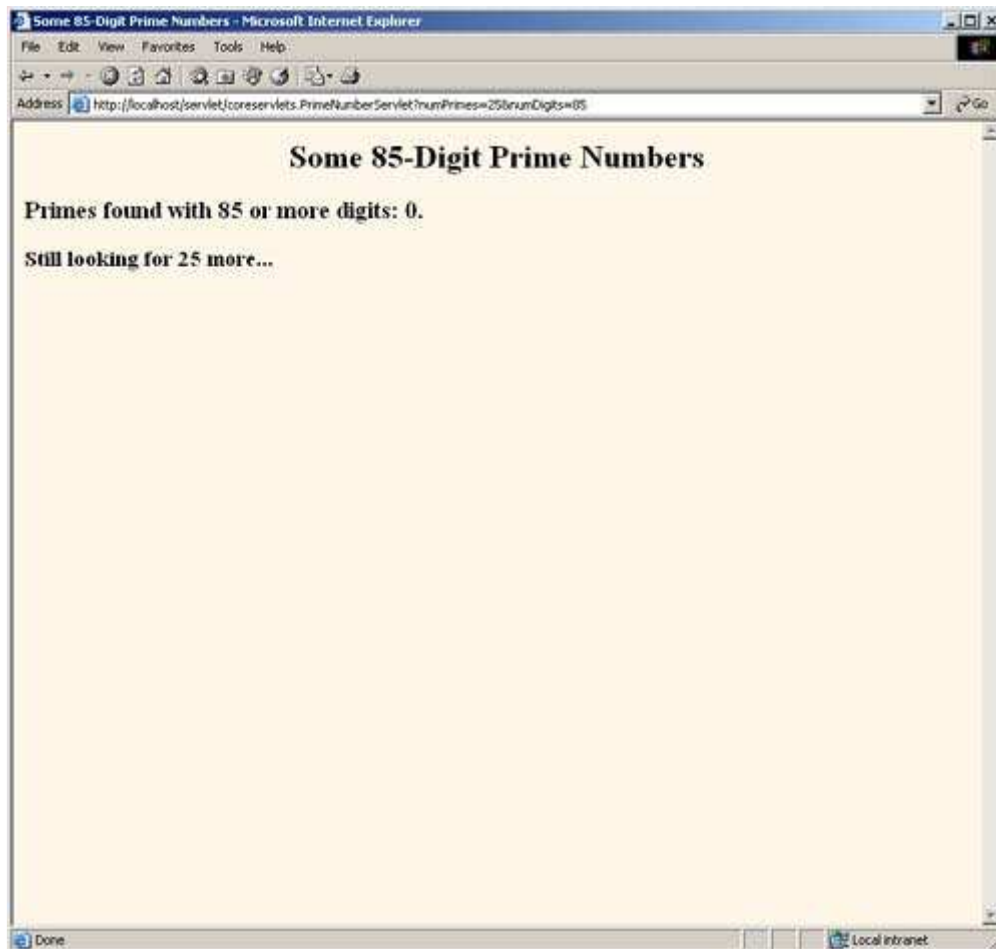 Some 85-Digit Prime Numbers - Microsoft Internet Explorer
File Edit View Favorites Tools Help
Address http://localhost/servlet/coreservlets.PrimeNumberServlet?numPrimes=25&numDigits=85 Go
Some 85-Digit Prime Numbers
Primes found with 85 or more digits: 0.
Still looking for 25 more...
Done Local intranet